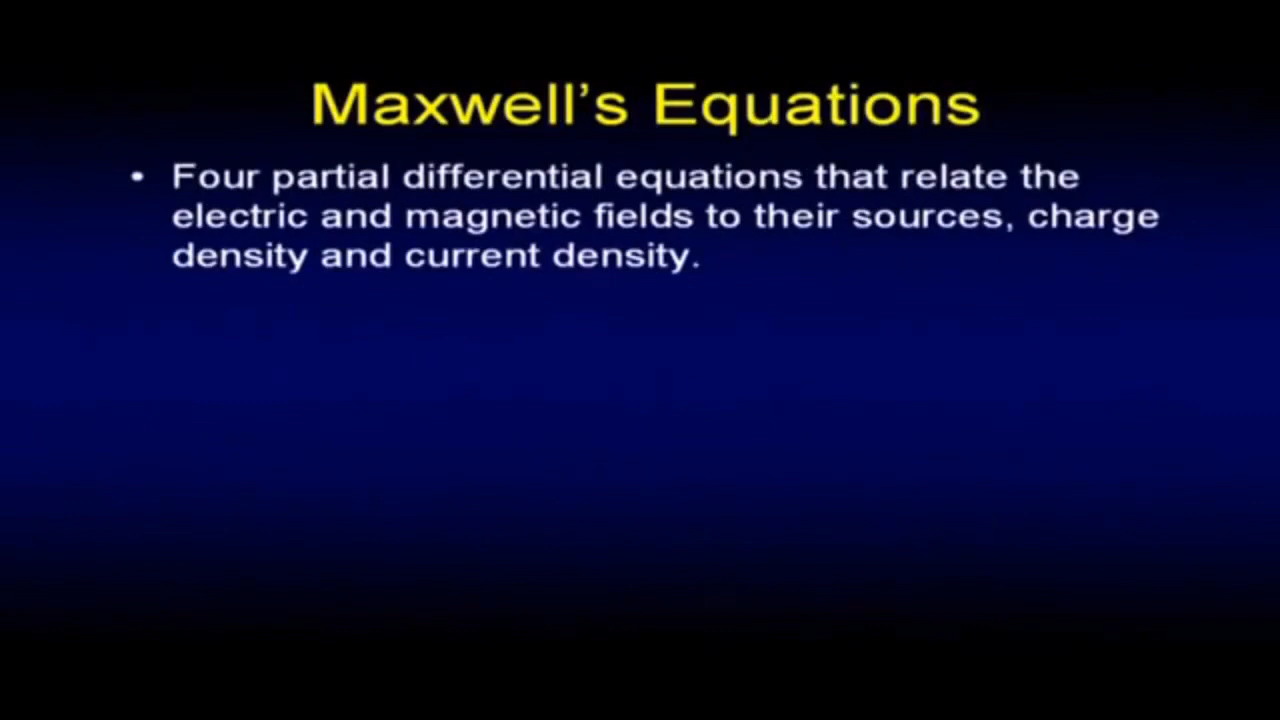 Maxwell’s Equations
• Four partial differential equations that relate the
electric and magnetic fields to their sources, charge
density and current density.